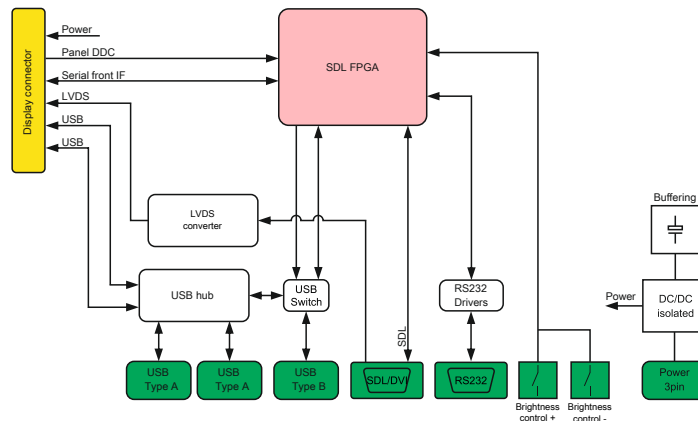 Power
Panel DDC
Serial front IF
LVDS
USB
USB
Display connector
SDL FPGA
LVDS
converter
USB hub
USB
Switch
RS232
Drivers
Buffering
Power
DC/DC
isolated
SDL
USB
Type A
USB
Type A
USB
Type B
SDL/DVI
RS232
Power
3pin
Brightness
control +
Brightness
control -